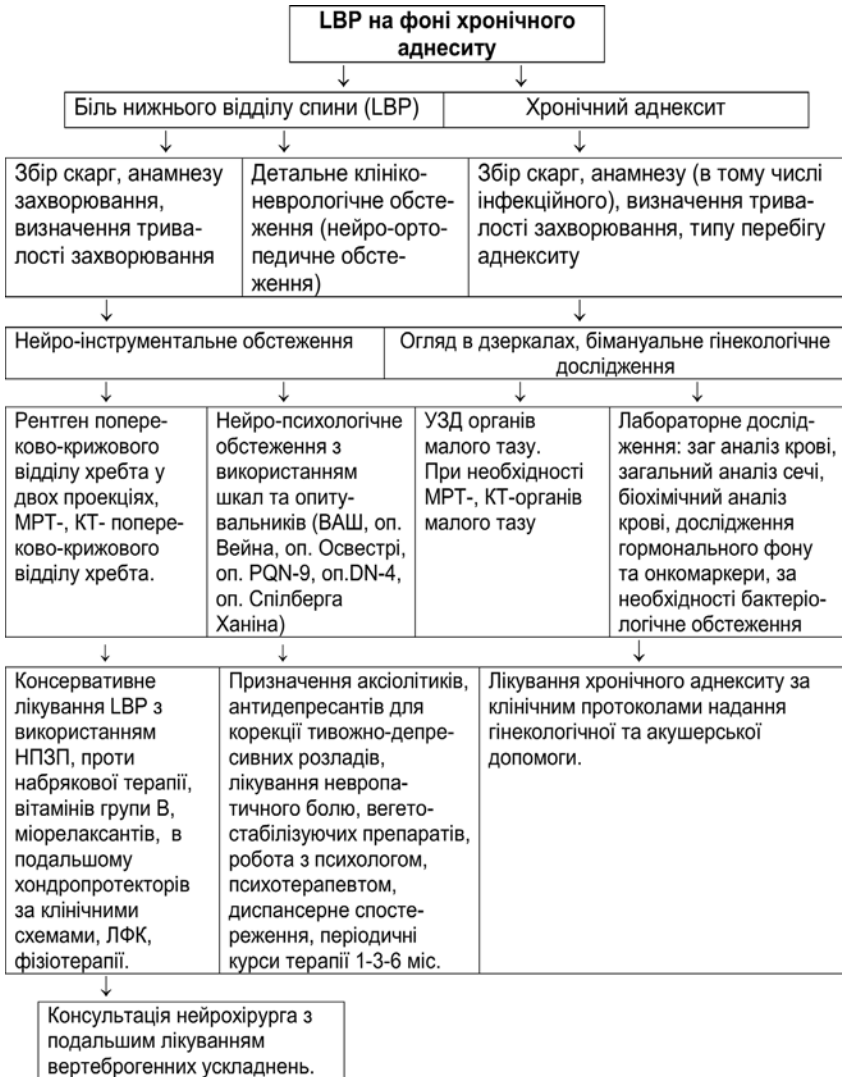 LBP на фоні хронічного
аднеситу
Біль нижнього відділу спини (LBP)
Хронічний аднексит
Збір скарг, анамнезу
захворювання,
визначення трива-
лості захворювання
Детальне клініко-
неврологічне обсте-
ження (нейро-орто-
педичне обсте-
ження)
Збір скарг, анамнезу (в тому числі
інфекційного), визначення трива-
лості захворювання, типу перебігу
аднекситу
Нейро-інструментальне обстеження
Огляд в дзеркалах, бімануальне гінекологічне
дослідження
Рентген попере-
ково-крижового
відділу хребта у
двох проекціях,
МРТ-, КТ- попере-
ково-крижового
відділу хребта.
Нейро-психологічне
обстеження з
використанням
шкал та опиту-
вальників (ВАШ, оп.
Вейна, оп. Освестрі,
оп. PQN-9, оп.DN-4,
оп. Спілберга
Ханіна)
УЗД органів
малого тазу.
При необхідності
МРТ-, КТ-органів
малого тазу
Лабораторне дослід-
ження: заг аналіз крові,
загальний аналіз сечі,
біохімічний аналіз
крові, дослідження
гормонального фону
та онкомаркери, за
необхідності бактеріо-
логічне обстеження
Консервативне
лікування LBP з
використанням
НПЗП, проти
набрякової терапії,
вітамінів групи В,
міорелаксантів, в
подальшому
хондропротекторів
за клінічними
схемами, ЛФК,
фізіотерапії.
Призначення аксіолітиків,
антидепресантів для
корекції тивожно-депре-
сивних розладів,
лікування невропа-
тичного болю, вегето-
стабілізуючих препаратів,
робота з психологом,
психотерапевтом,
диспансерне спосте-
реження, періодичні
курси терапії 1-3-6 міс.
Лікування хронічного аднекситу за
клінічним протоколами надання
гінекологічної та акушерської
допомоги.
Консультація нейрохірурга з
подальшим лікуванням
вертеброгенних ускладнень.